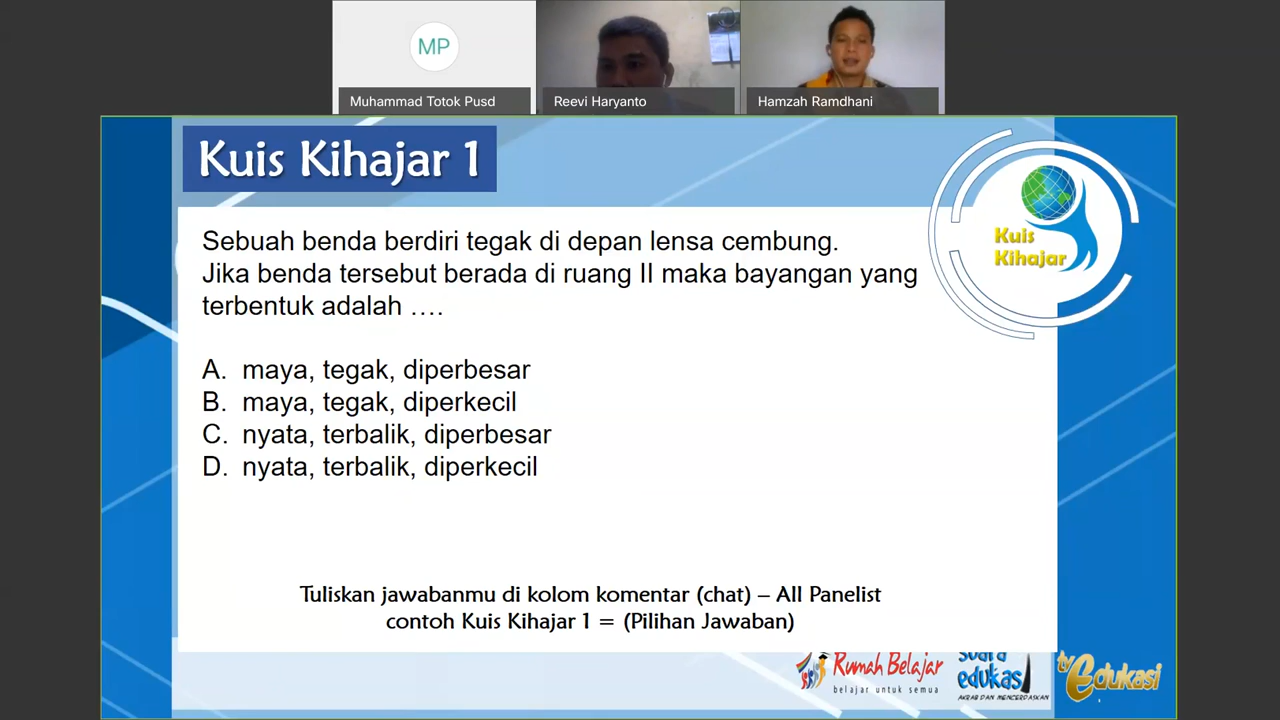 MP
Muhammad Totok Pusd
Reevi Haryanto
Hamzah Ramdhani
Kuis Kihajar 1
Kuis
Kihajar
Sebuah benda berdiri tegak di depan lensa cembung.
Jika benda tersebut berada di ruang II maka bayangan yang
terbentuk adalah ….
A. maya, tegak, diperbesar
B. maya, tegak, diperkecil
C. nyata, terbalik, diperbesar
D. nyata, terbalik, diperkecil
Tuliskan jawabanmu di kolom komentar (chat) – All Panelist
contoh Kuis Kihajar 1 = (Pilihan Jawaban)
Rumah Belajar
belajar untuk semua
suara
edukasi
AKRAB DAN MENCERDASKAN
tv edukasi